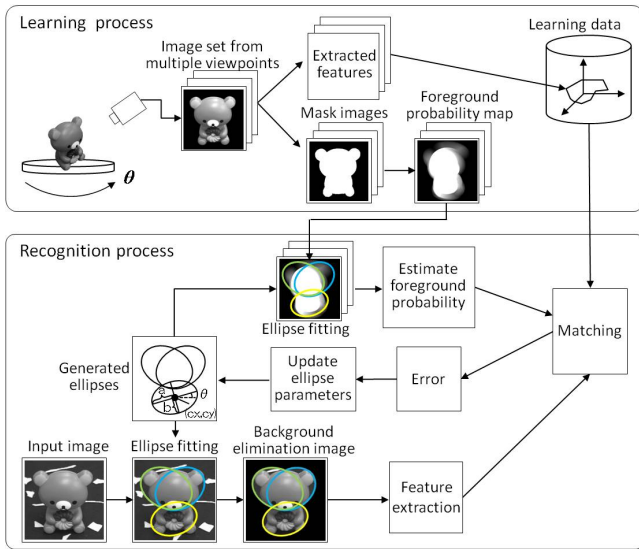 Learning process
Learning data
Image set from
multiple viewpoints
Extracted
features
Mask images
Foreground
probability map
θ
Recognition process
Ellipse fitting
Estimate
foreground
probability
Matching
Generated
ellipses
a
b
θ
(cx,cy)
Update
ellipse
parameters
Error
Input image
Ellipse fitting
Background
elimination image
Feature
extraction